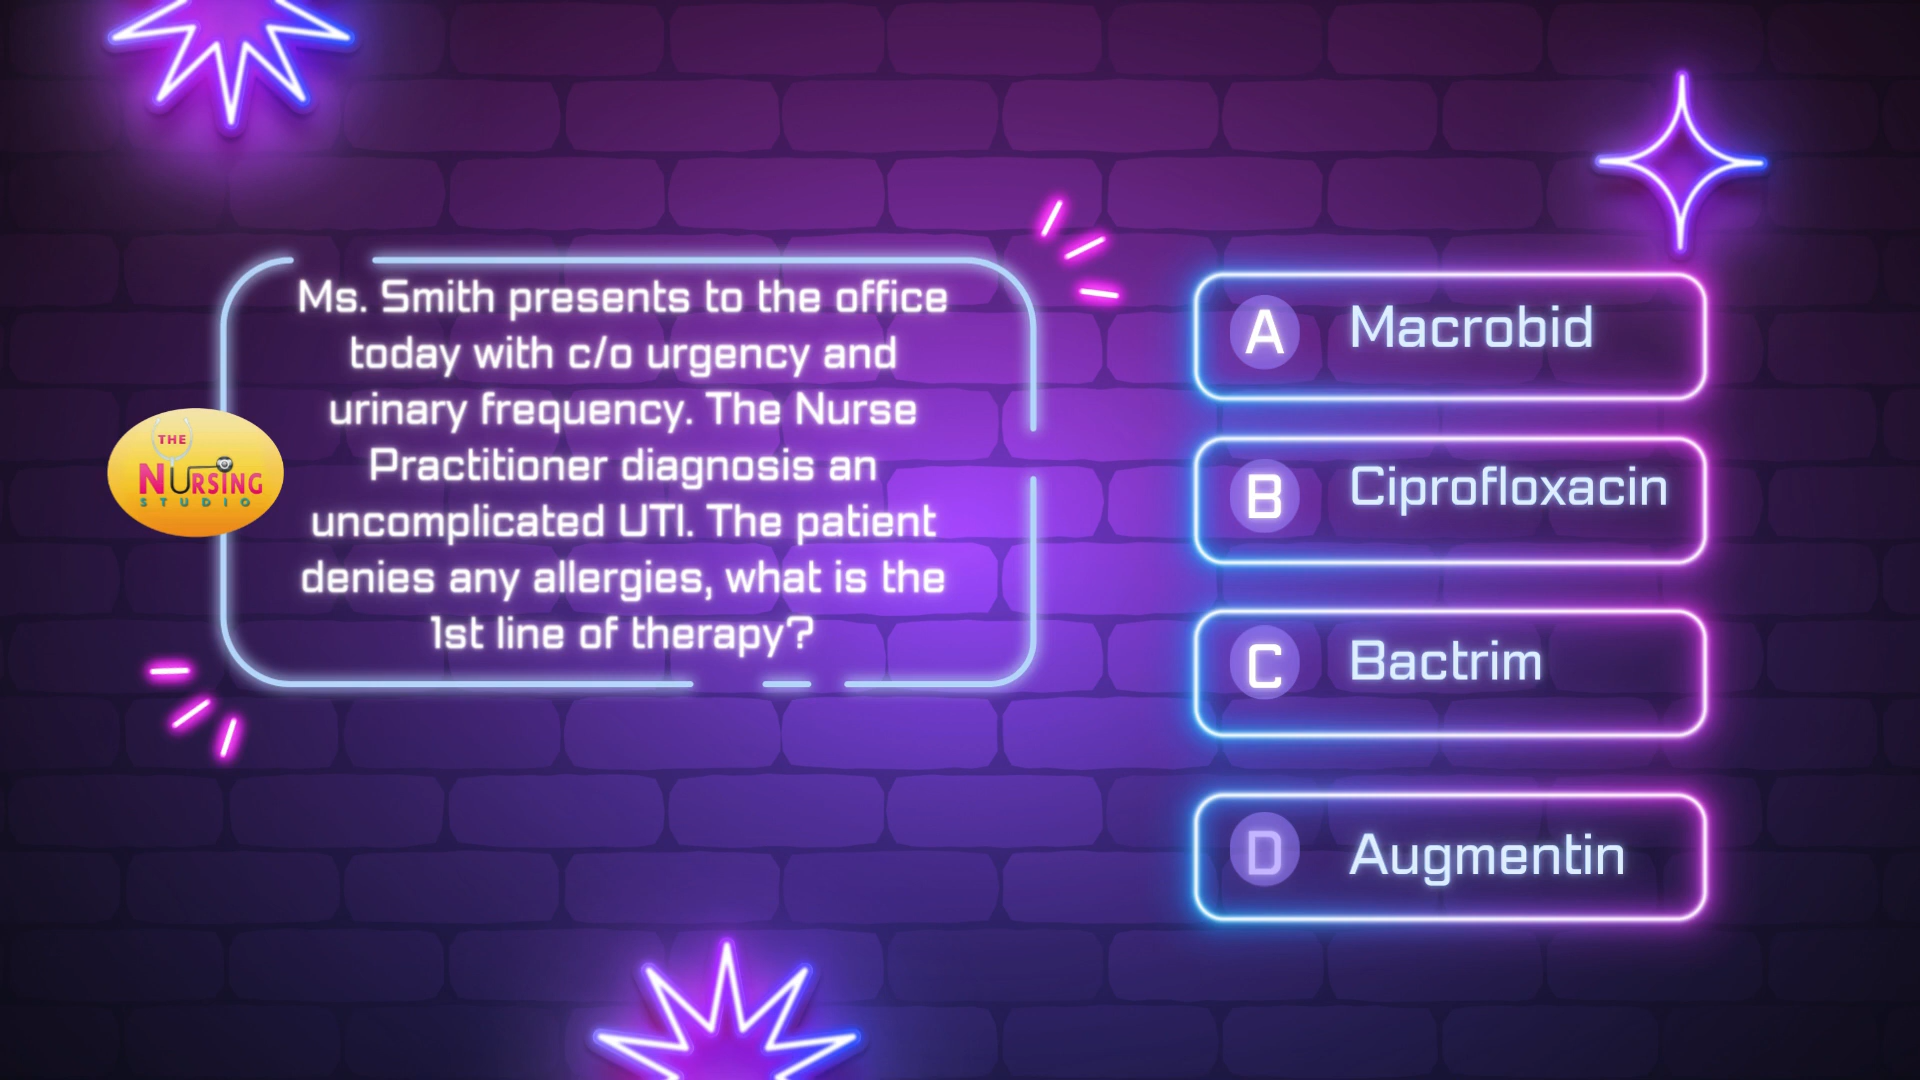 Ms. Smith presents to the office
today with c/o urgency and
urinary frequency. The Nurse
Practitioner diagnosis an
uncomplicated UTI. The patient
denies any allergies, what is the
1st line of therapy?
THE
NURSING
STUDIO
A Macrobid
B Ciprofloxacin
C Bactrim
D Augmentin